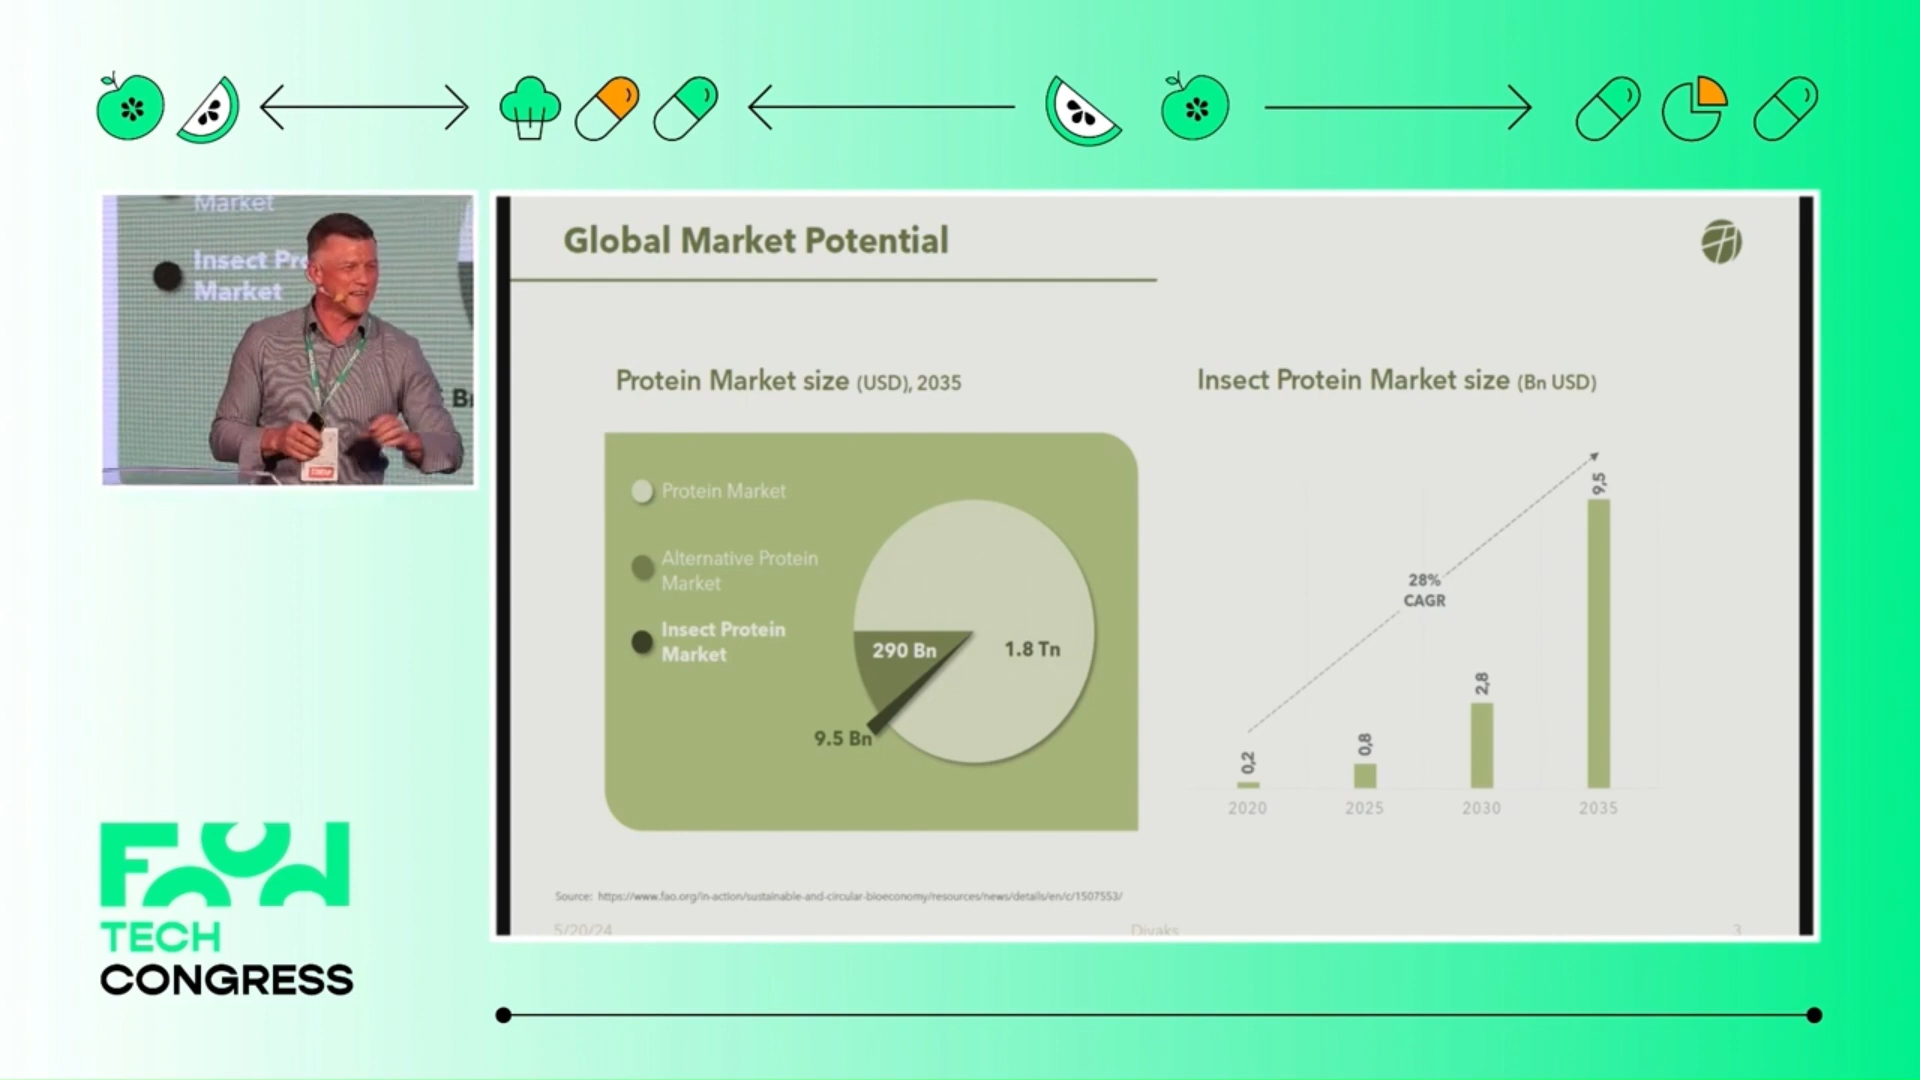 Market
Insect Pro
Market
Bn
Global Market Potential
Protein Market size (USD), 2035
Protein Market
Alternative Protein
Market
Insect Protein
Market
290 Bn
1.8 Tn
9.5 Bn
Insect Protein Market size (Bn USD)
28%
CAGR
0,2
0,8
2,8
9,5
2020
2025
2030
2035
Source: https://www.fao.org/in-action/sustainable-and-circular-bioeconomy/resources/news/details/en/c/1507553/
5/20/24
Divaks
3
Food
TECH
CONGRESS